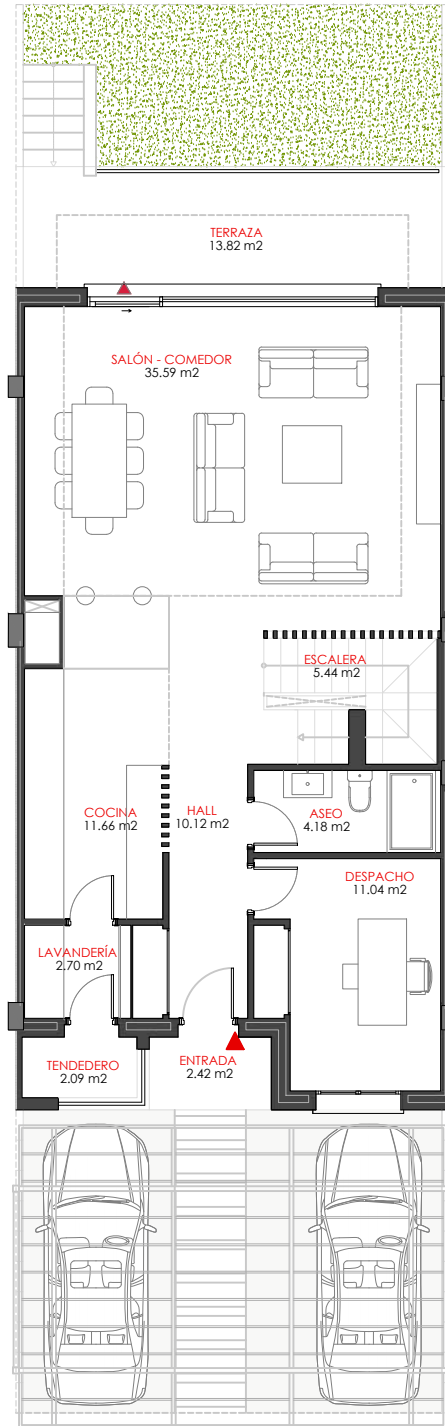 TERRAZA
13.82 m2
SALÓN - COMEDOR
35.59 m2
ESCALERA
5.44 m2
COCINA
11.66 m2
HALL
10.12 m2
ASEO
4.18 m2
DESPACHO
11.04 m2
LAVANDERÍA
2.70 m2
TENDEDERO
2.09 m2
ENTRADA
2.42 m2